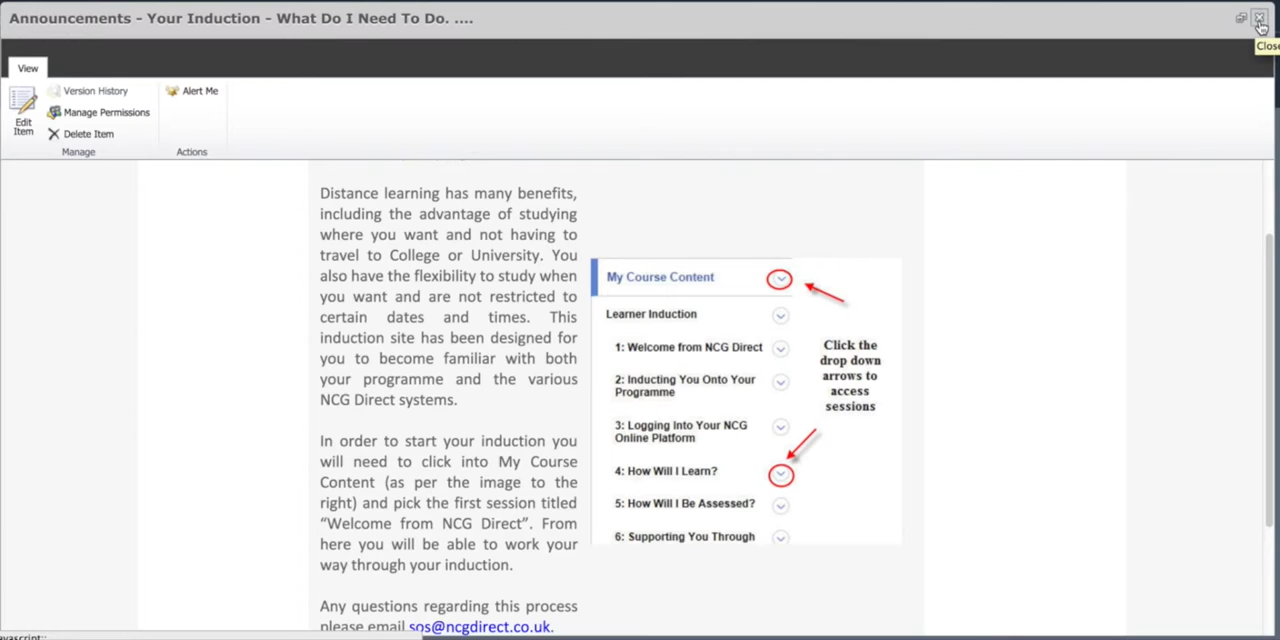 Announcements - Your Induction - What Do I Need To Do. ....
Close
View
Edit
Item
Version History
Manage Permissions
Delete Item
Manage
Alert Me
Actions
Distance learning has many benefits,
including the advantage of studying
where you want and not having to
travel to College or University. You
also have the flexibility to study when
you want and are not restricted to
certain dates and times. This
induction site has been designed for
you to become familiar with both
your programme and the various
NCG Direct systems.
In order to start your induction you
will need to click into My Course
Content (as per the image to the
right) and pick the first session titled
“Welcome from NCG Direct”. From
here you will be able to work your
way through your induction.
Any questions regarding this process
please email sos@ncgdirect.co.uk.
My Course Content
Learner Induction
1: Welcome from NCG Direct
2: Inducting You Onto Your
Programme
3: Logging Into Your NCG
Online Platform
4: How Will I Learn?
5: How Will I Be Assessed?
6: Supporting You Through
Click the
drop down
arrows to
access
sessions